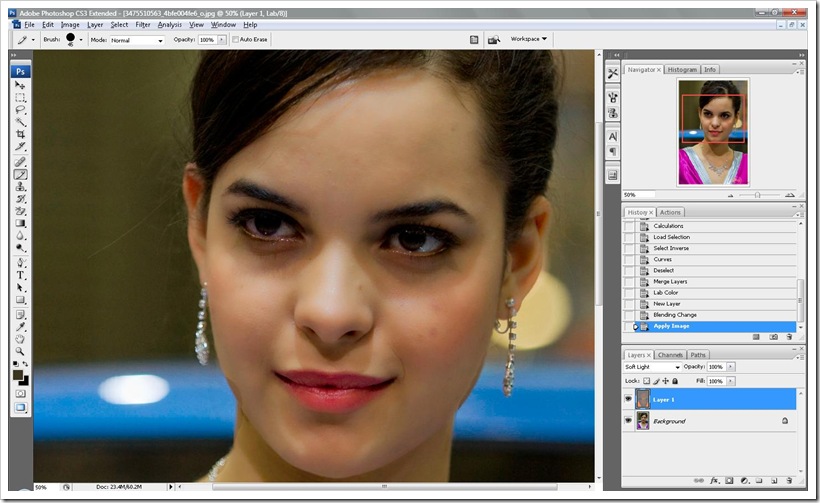 Adobe Photoshop CS3 Extended - [3475510563_4bfe004fe6_o.jpg @ 50% (Layer 1, Lab/8)]
File Edit Image Layer Select Filter Analysis View Window Help
Brush: 45 Mode: Normal Opacity: 100% Auto Erase Workspace
Ps
Navigator Histogram Info
50%
History Actions
Calculations
Load Selection
Select Inverse
Curves
Deselect
Merge Layers
Lab Color
New Layer
Blending Change
Apply Image
Layers Channels Paths
Soft Light Opacity: 100%
Lock: Fill: 100%
Layer 1
Background
50% Doc: 23.4M/60.2M